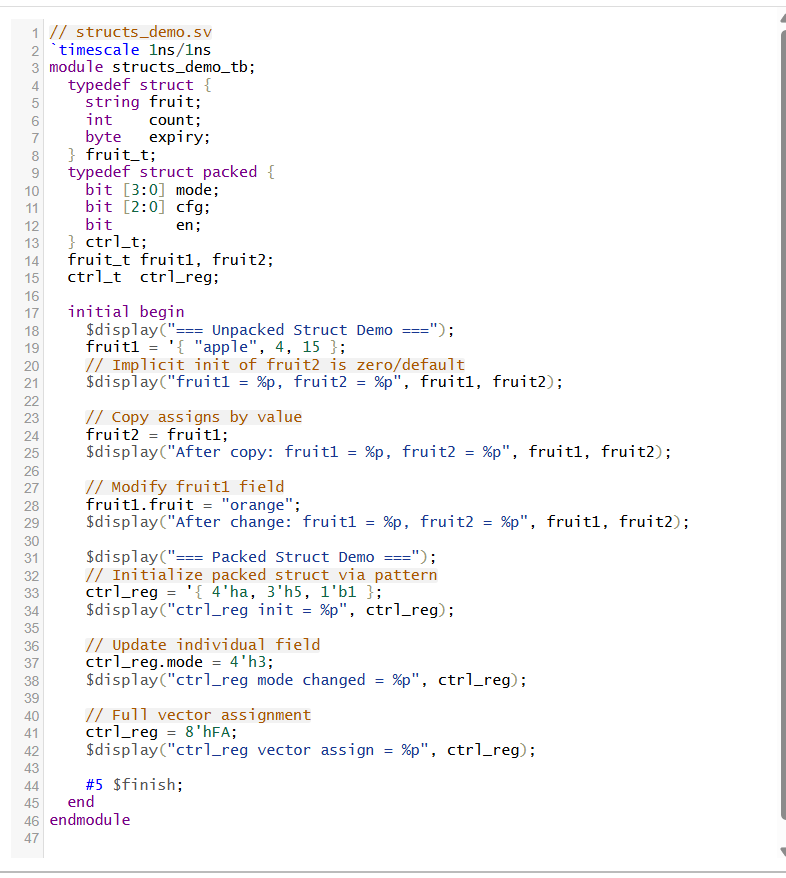 1 // structs_demo.sv
2 `timescale 1ns/1ns
3 module structs_demo_tb;
4   typedef struct {
5     string fruit;
6     int    count;
7     byte   expiry;
8   } fruit_t;
9   typedef struct packed {
10     bit [3:0] mode;
11     bit [2:0] cfg;
12     bit       en;
13   } ctrl_t;
14   fruit_t fruit1, fruit2;
15   ctrl_t  ctrl_reg;
16
17   initial begin
18     $display("=== Unpacked Struct Demo ===");
19     fruit1 = '{ "apple", 4, 15 };
20     // Implicit init of fruit2 is zero/default
21     $display("fruit1 = %p, fruit2 = %p", fruit1, fruit2);
22
23     // Copy assigns by value
24     fruit2 = fruit1;
25     $display("After copy: fruit1 = %p, fruit2 = %p", fruit1, fruit2);
26
27     // Modify fruit1 field
28     fruit1.fruit = "orange";
29     $display("After change: fruit1 = %p, fruit2 = %p", fruit1, fruit2);
30
31     $display("=== Packed Struct Demo ===");
32     // Initialize packed struct via pattern
33     ctrl_reg = '{ 4'ha, 3'h5, 1'b1 };
34     $display("ctrl_reg init = %p", ctrl_reg);
35
36     // Update individual field
37     ctrl_reg.mode = 4'h3;
38     $display("ctrl_reg mode changed = %p", ctrl_reg);
39
40     // Full vector assignment
41     ctrl_reg = 8'hFA;
42     $display("ctrl_reg vector assign = %p", ctrl_reg);
43
44     #5 $finish;
45   end
46 endmodule
47